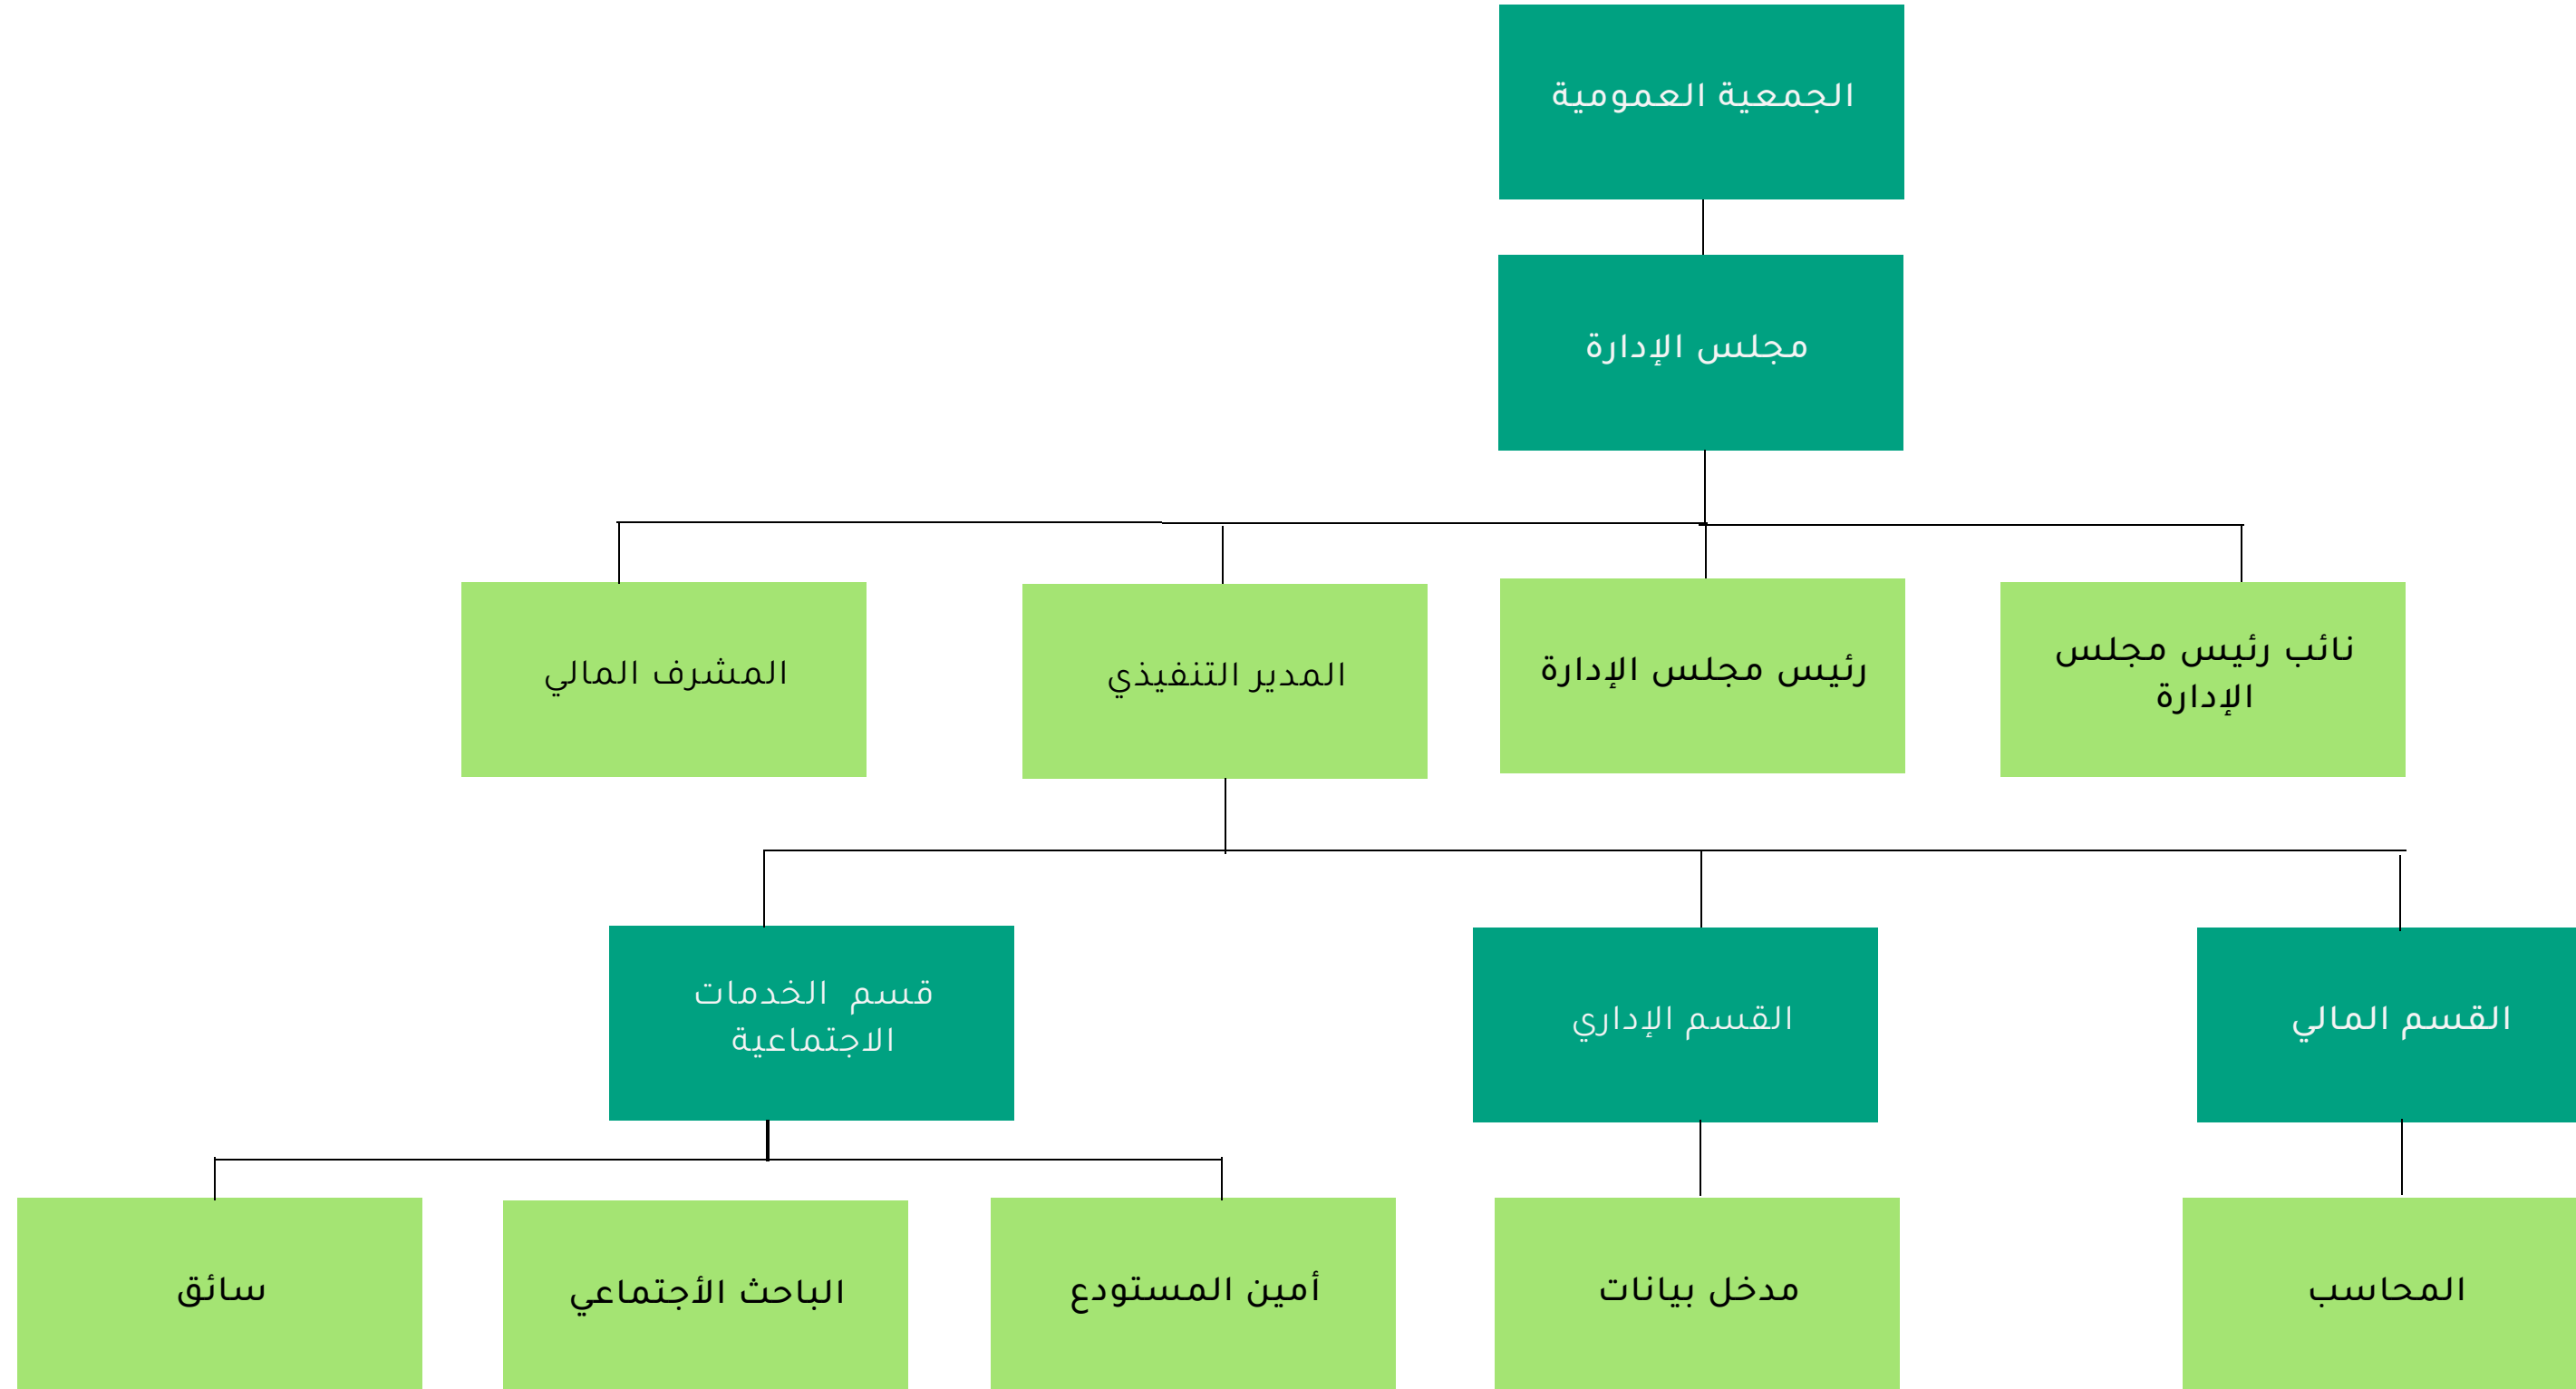 الجمعية العمومية
مجلس الإدارة
نائب رئيس مجلس
الإدارة
رئيس مجلس الإدارة
المدير التنفيذي
المشرف المالي
القسم المالي
القسم الإداري
قسم الخدمات
الاجتماعية
المحاسب
مدخل بيانات
أمين المستودع
الباحث الأجتماعي
سائق